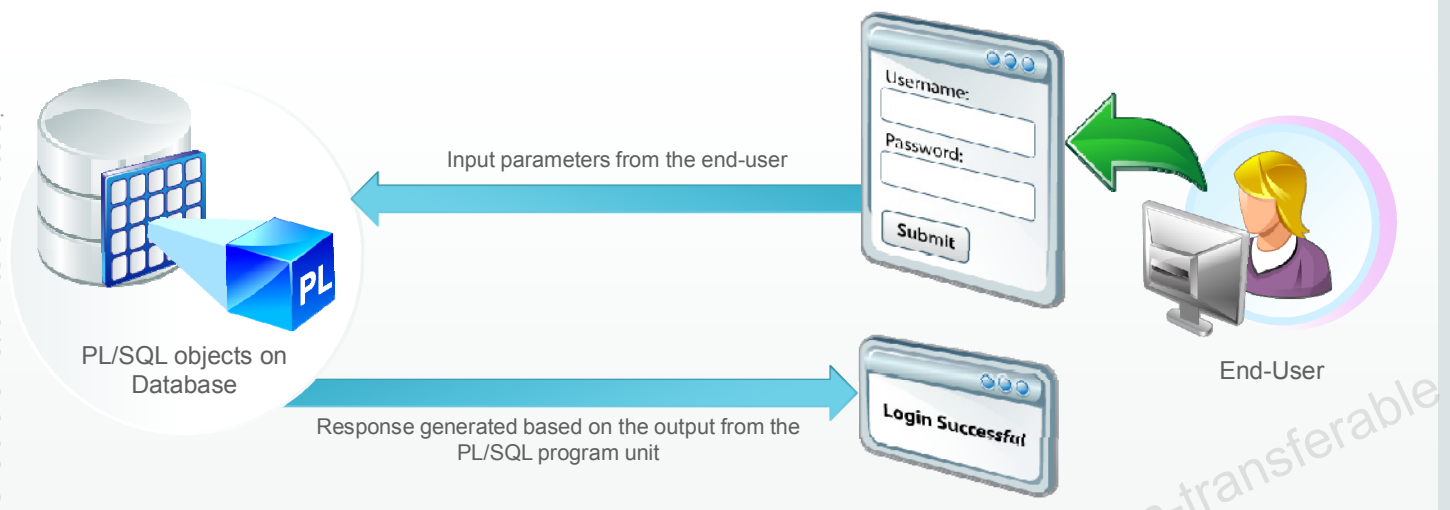 Username:
Password:
Submit
Input parameters from the end-user
PL
PL/SQL objects on
Database
End-User
Login Successful
Response generated based on the output from the
PL/SQL program unit
-transferable